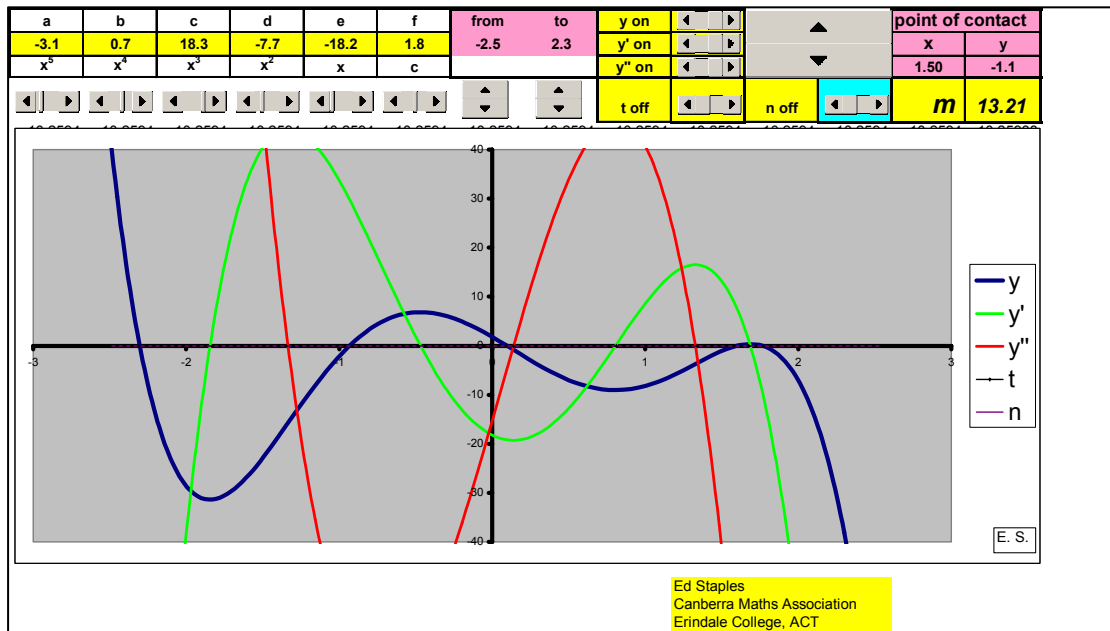 a b c d e f from to y on point of contact
-3.1 0.7 18.3 -7.7 -18.2 1.8 -2.5 2.3 y' on x y
x5 x4 x3 x2 x c y'' on 1.50 -1.1
t off n off m 13.21
40
30
20
10
0
-10
-20
-30
-40
-3 -2 -1 0 1 2 3
y
y'
y"
t
n
E. S.
Ed Staples
Canberra Maths Association
Erindale College, ACT